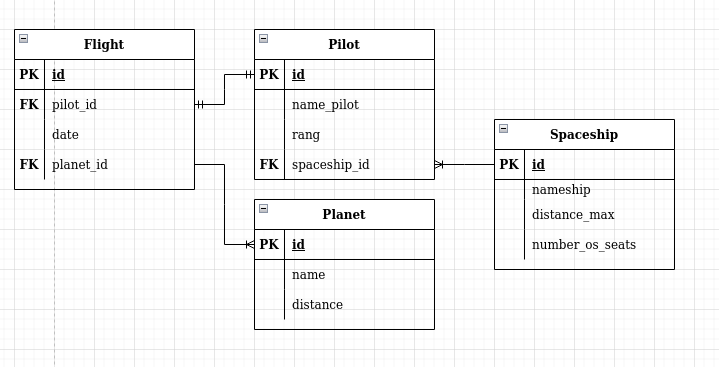 Flight
PK id
FK pilot_id
date
FK planet_id
Pilot
PK id
name_pilot
rang
FK spaceship_id
Planet
PK id
name
distance
Spaceship
PK id
nameship
distance_max
number_os_seats